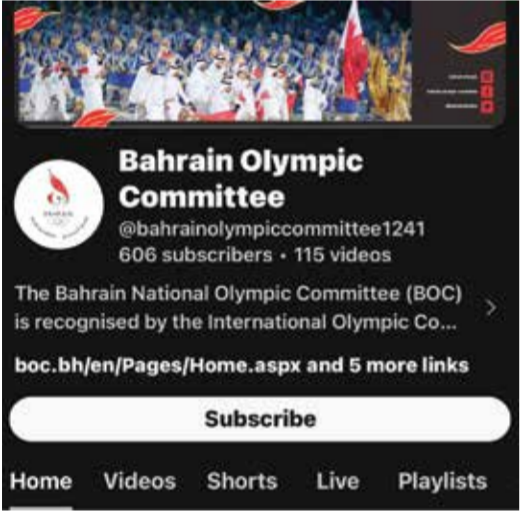 Bahrain Olympic
Committee
@bahrainolympiccommittee1241
606 subscribers • 115 videos
The Bahrain National Olympic Committee (BOC)
is recognised by the International Olympic Co...
boc.bh/en/Pages/Home.aspx and 5 more links
Subscribe
Home Videos Shorts Live Playlists